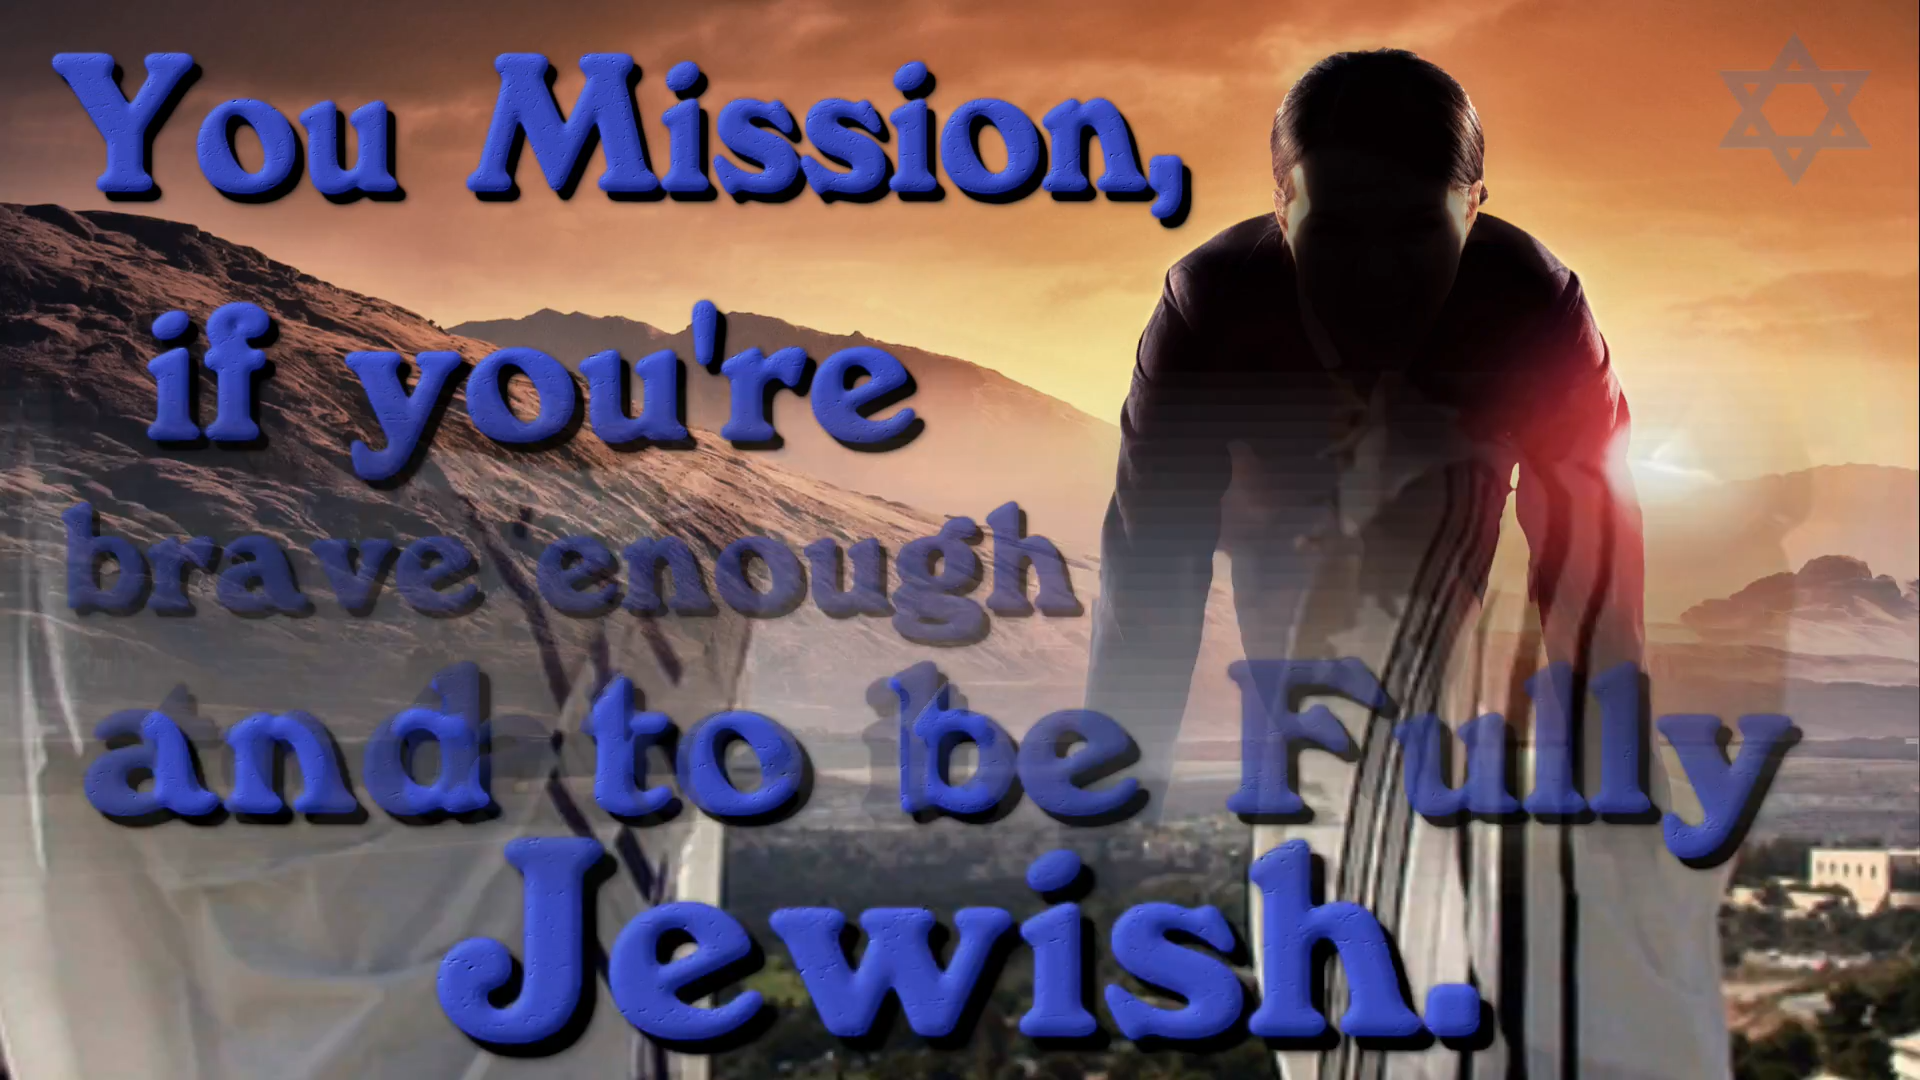 You Mission,
if you're
brave enough
and to be Fully
Jewish.